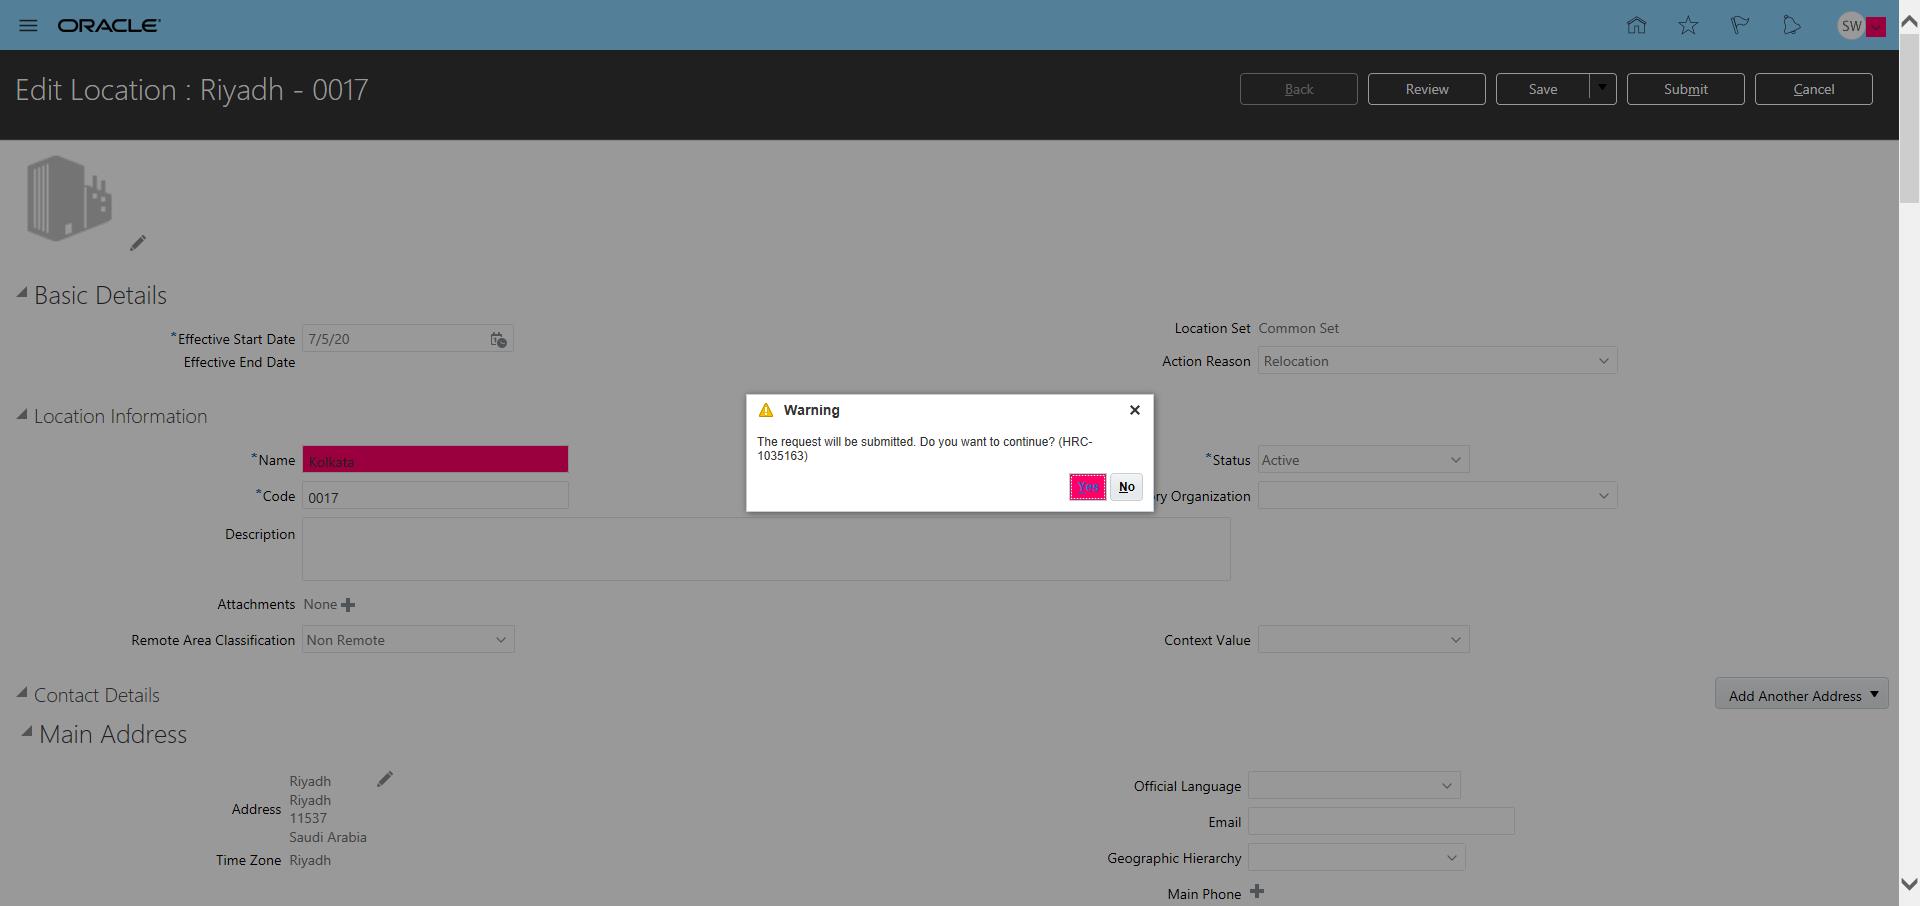 ORACLE
SW
Edit Location : Riyadh - 0017
Back
Review
Save
Submit
Cancel
Basic Details
*Effective Start Date 7/5/20
Effective End Date
Location Set Common Set
Action Reason Relocation
Location Information
*Name Kolkata
*Code 0017
Description
Attachments None
Remote Area Classification Non Remote
*Status Active
ry Organization
Context Value
Warning
The request will be submitted. Do you want to continue? (HRC-
1035163)
Yes
No
Contact Details
Add Another Address
Main Address
Address Riyadh
Riyadh
11537
Saudi Arabia
Time Zone Riyadh
Official Language
Email
Geographic Hierarchy
Main Phone